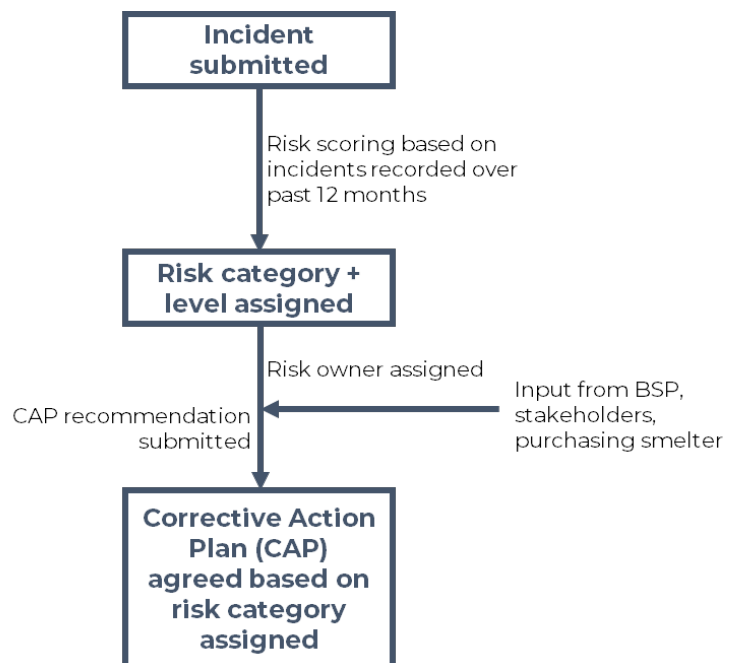 Incident
submitted
Risk scoring based on
incidents recorded over
past 12 months
Risk category +
level assigned
Risk owner assigned
Input from BSP,
stakeholders,
purchasing smelter
CAP recommendation
submitted
Corrective Action
Plan (CAP)
agreed based on
risk category
assigned